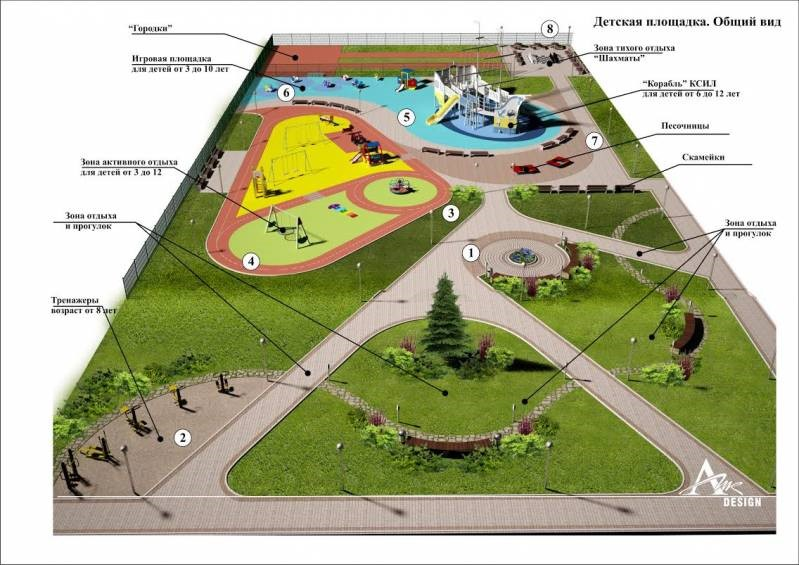 Детская площадка. Общий вид
"Городки"
8
Зона тихого отдыха
"Шахматы"
Игровая площадка
для детей от 3 до 10 лет
6
"Корабль" КСИЛ
для детей от 6 до 12 лет
5
Песочницы
7
Скамейки
Зона активного отдыха
для детей от 3 до 12
3
Зона отдыха
и прогулок
Зона отдыха
и прогулок
1
4
Тренажеры
возраст от 8 лет
2
DESIGN